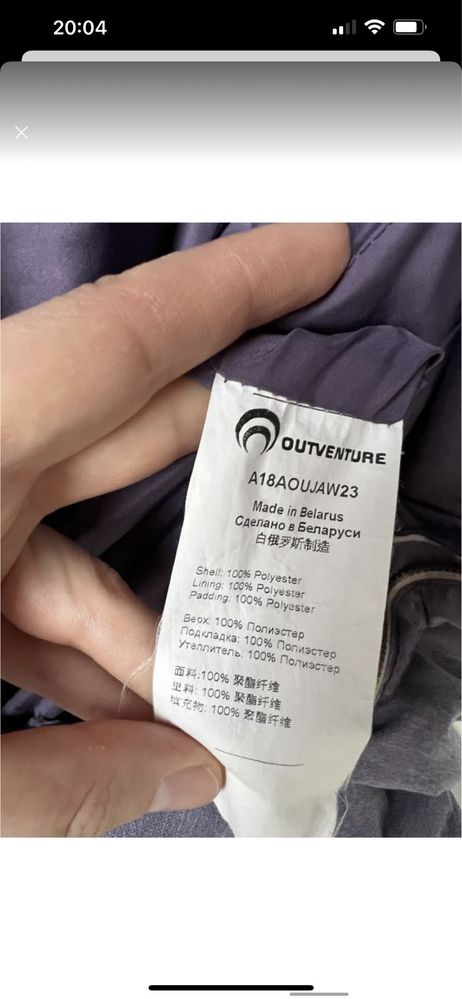 20:04
OUTVENTURE
A18AOUJAW23
Made in Belarus
Сделано в Беларуси
白俄罗斯制造
Shell: 100% Polyester
Lining: 100% Polyester
Padding: 100% Polyester
Верх: 100% Полиэстер
Подкладка: 100% Полиэстер
Утеплитель: 100% Полиэстер
面料:100% 聚酯纤维
里料: 100% 聚酯纤维
填充物: 100% 聚酯纤维